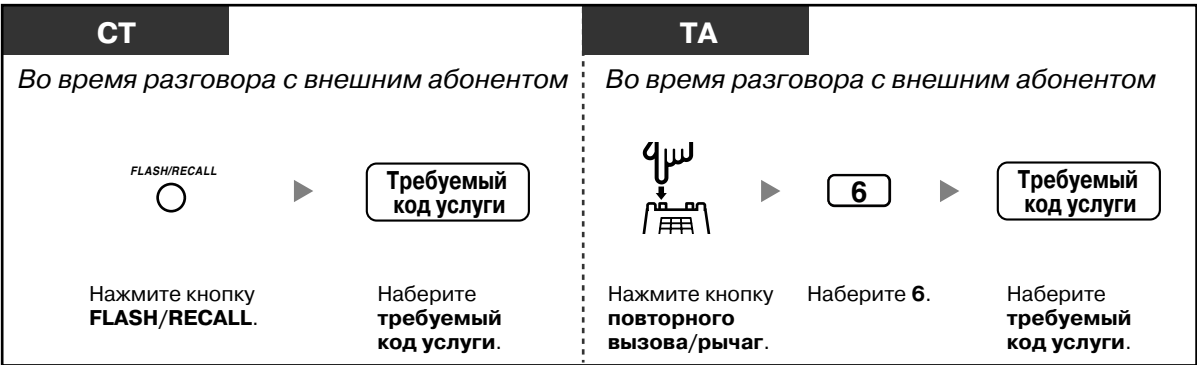 СТ
Во время разговора с внешним абонентом
FLASH/RECALL
Требуемый
код услуги
Нажмите кнопку
FLASH/RECALL.
Наберите
требуемый
код услуги.
ТА
Во время разговора с внешним абонентом
6
Требуемый
код услуги
Нажмите кнопку
повторного
вызова/рычаг.
Наберите 6.
Наберите
требуемый
код услуги.